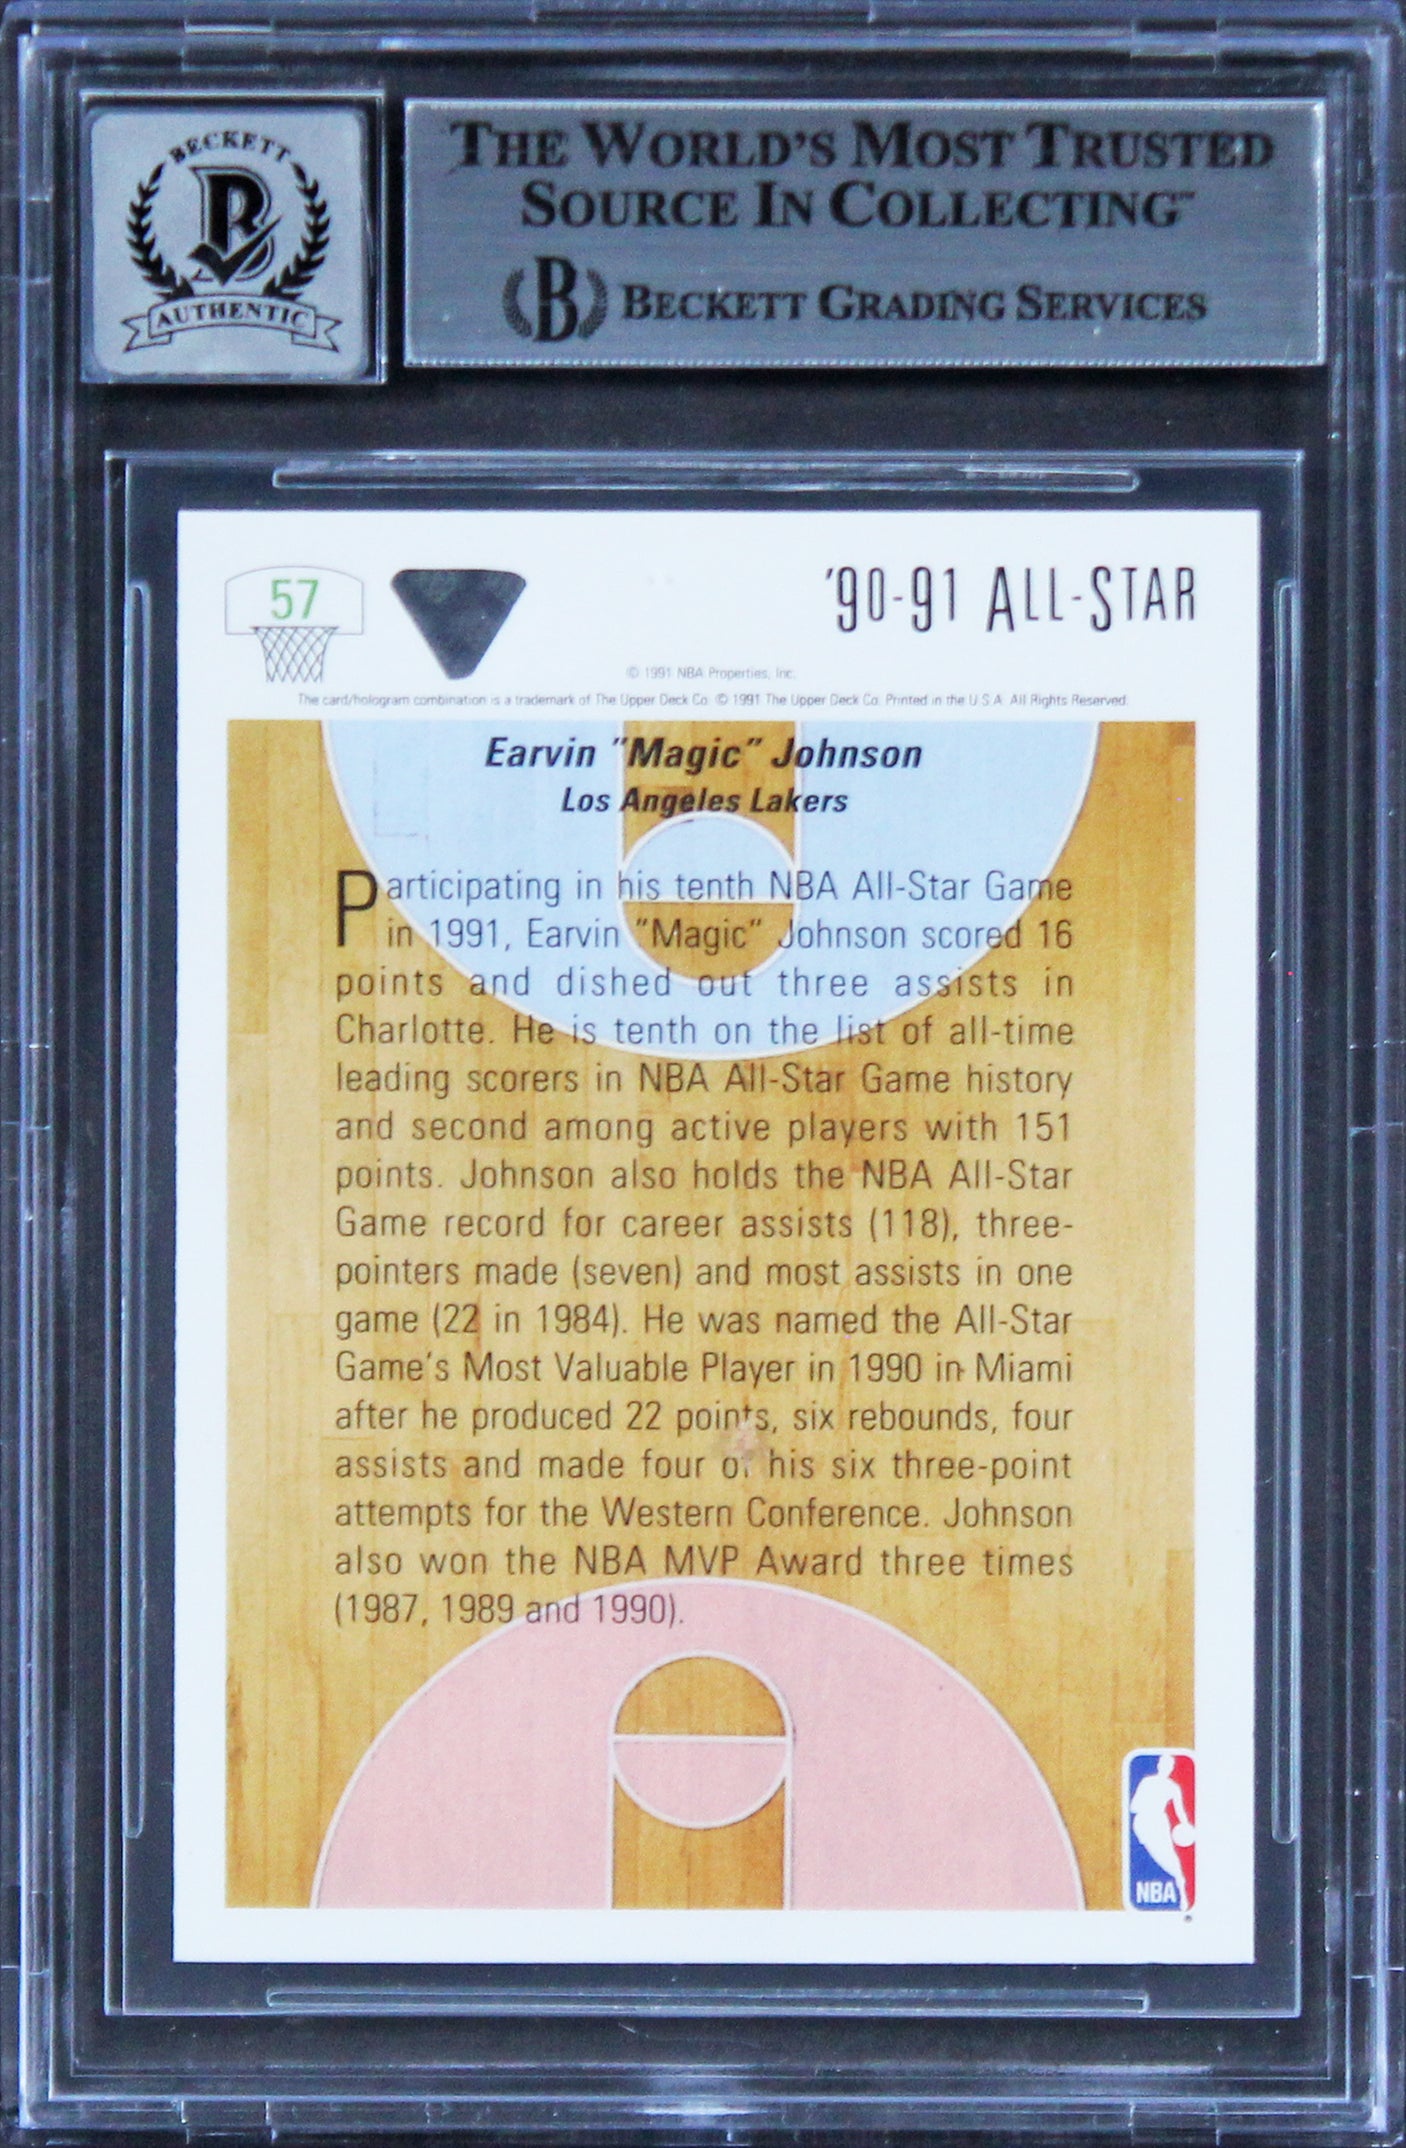 BECKETT
B
AUTHENTIC
THE WORLD'S MOST TRUSTED
SOURCE IN COLLECTING™
B BECKETT GRADING SERVICES
57
'90-91 ALL-STAR
© 1991 NBA Properties, Inc.
The card/hologram combination is a trademark of The Upper Deck Co. © 1991 The Upper Deck Co. Printed in the U.S.A. All Rights Reserved.
Earvin "Magic" Johnson
Los Angeles Lakers
Participating in his tenth NBA All-Star Game
in 1991, Earvin "Magic" Johnson scored 16
points and dished out three assists in
Charlotte. He is tenth on the list of all-time
leading scorers in NBA All-Star Game history
and second among active players with 151
points. Johnson also holds the NBA All-Star
Game record for career assists (118), three-
pointers made (seven) and most assists in one
game (22 in 1984). He was named the All-Star
Game's Most Valuable Player in 1990 in Miami
after he produced 22 points, six rebounds, four
assists and made four of his six three-point
attempts for the Western Conference. Johnson
also won the NBA MVP Award three times
(1987, 1989 and 1990).
NBA